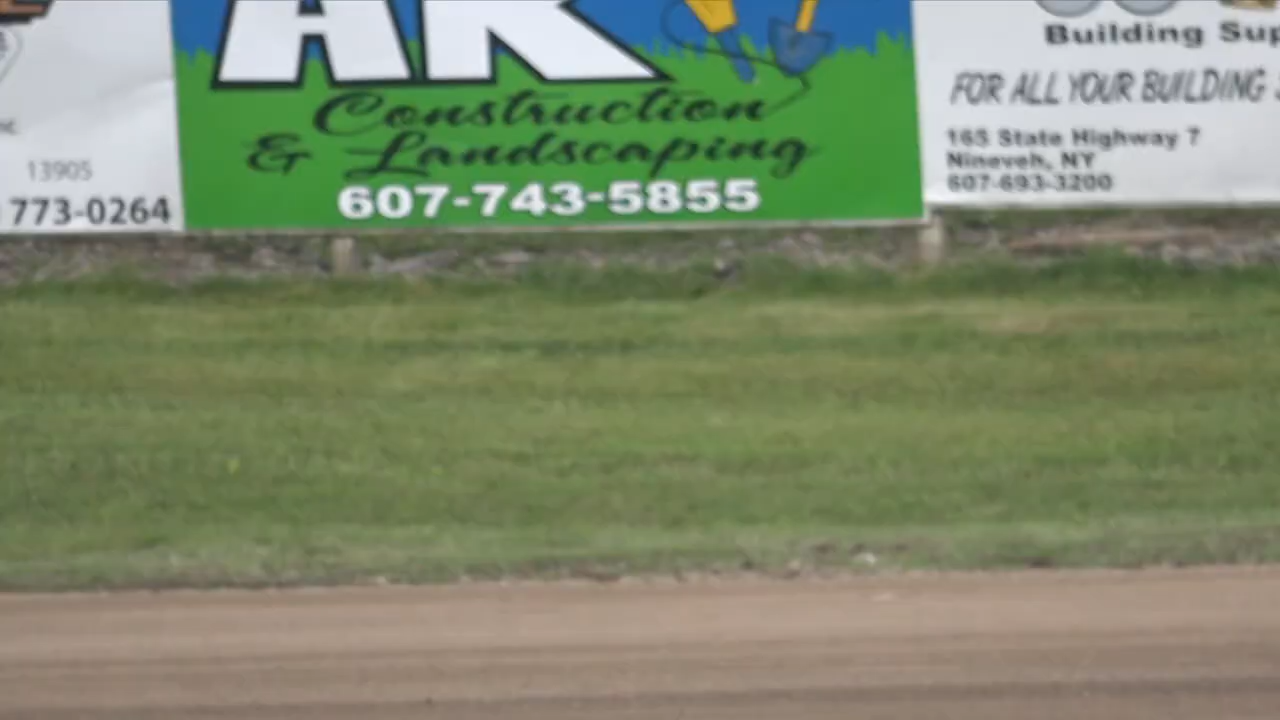 13905
773-0264
AK
Construction
& Landscaping
607-743-5855
Building
FOR ALL YOUR BUILDING
165 State Highway 7
Nineveh, NY
607-693-3200